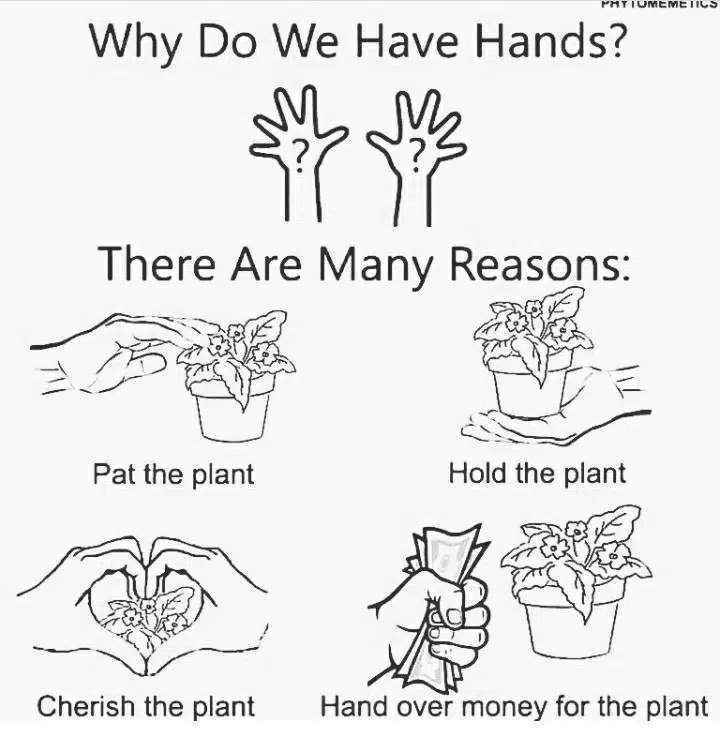 PHYTOMEMETICS
Why Do We Have Hands?
? ?
There Are Many Reasons:
Pat the plant
Hold the plant
Cherish the plant
Hand over money for the plant